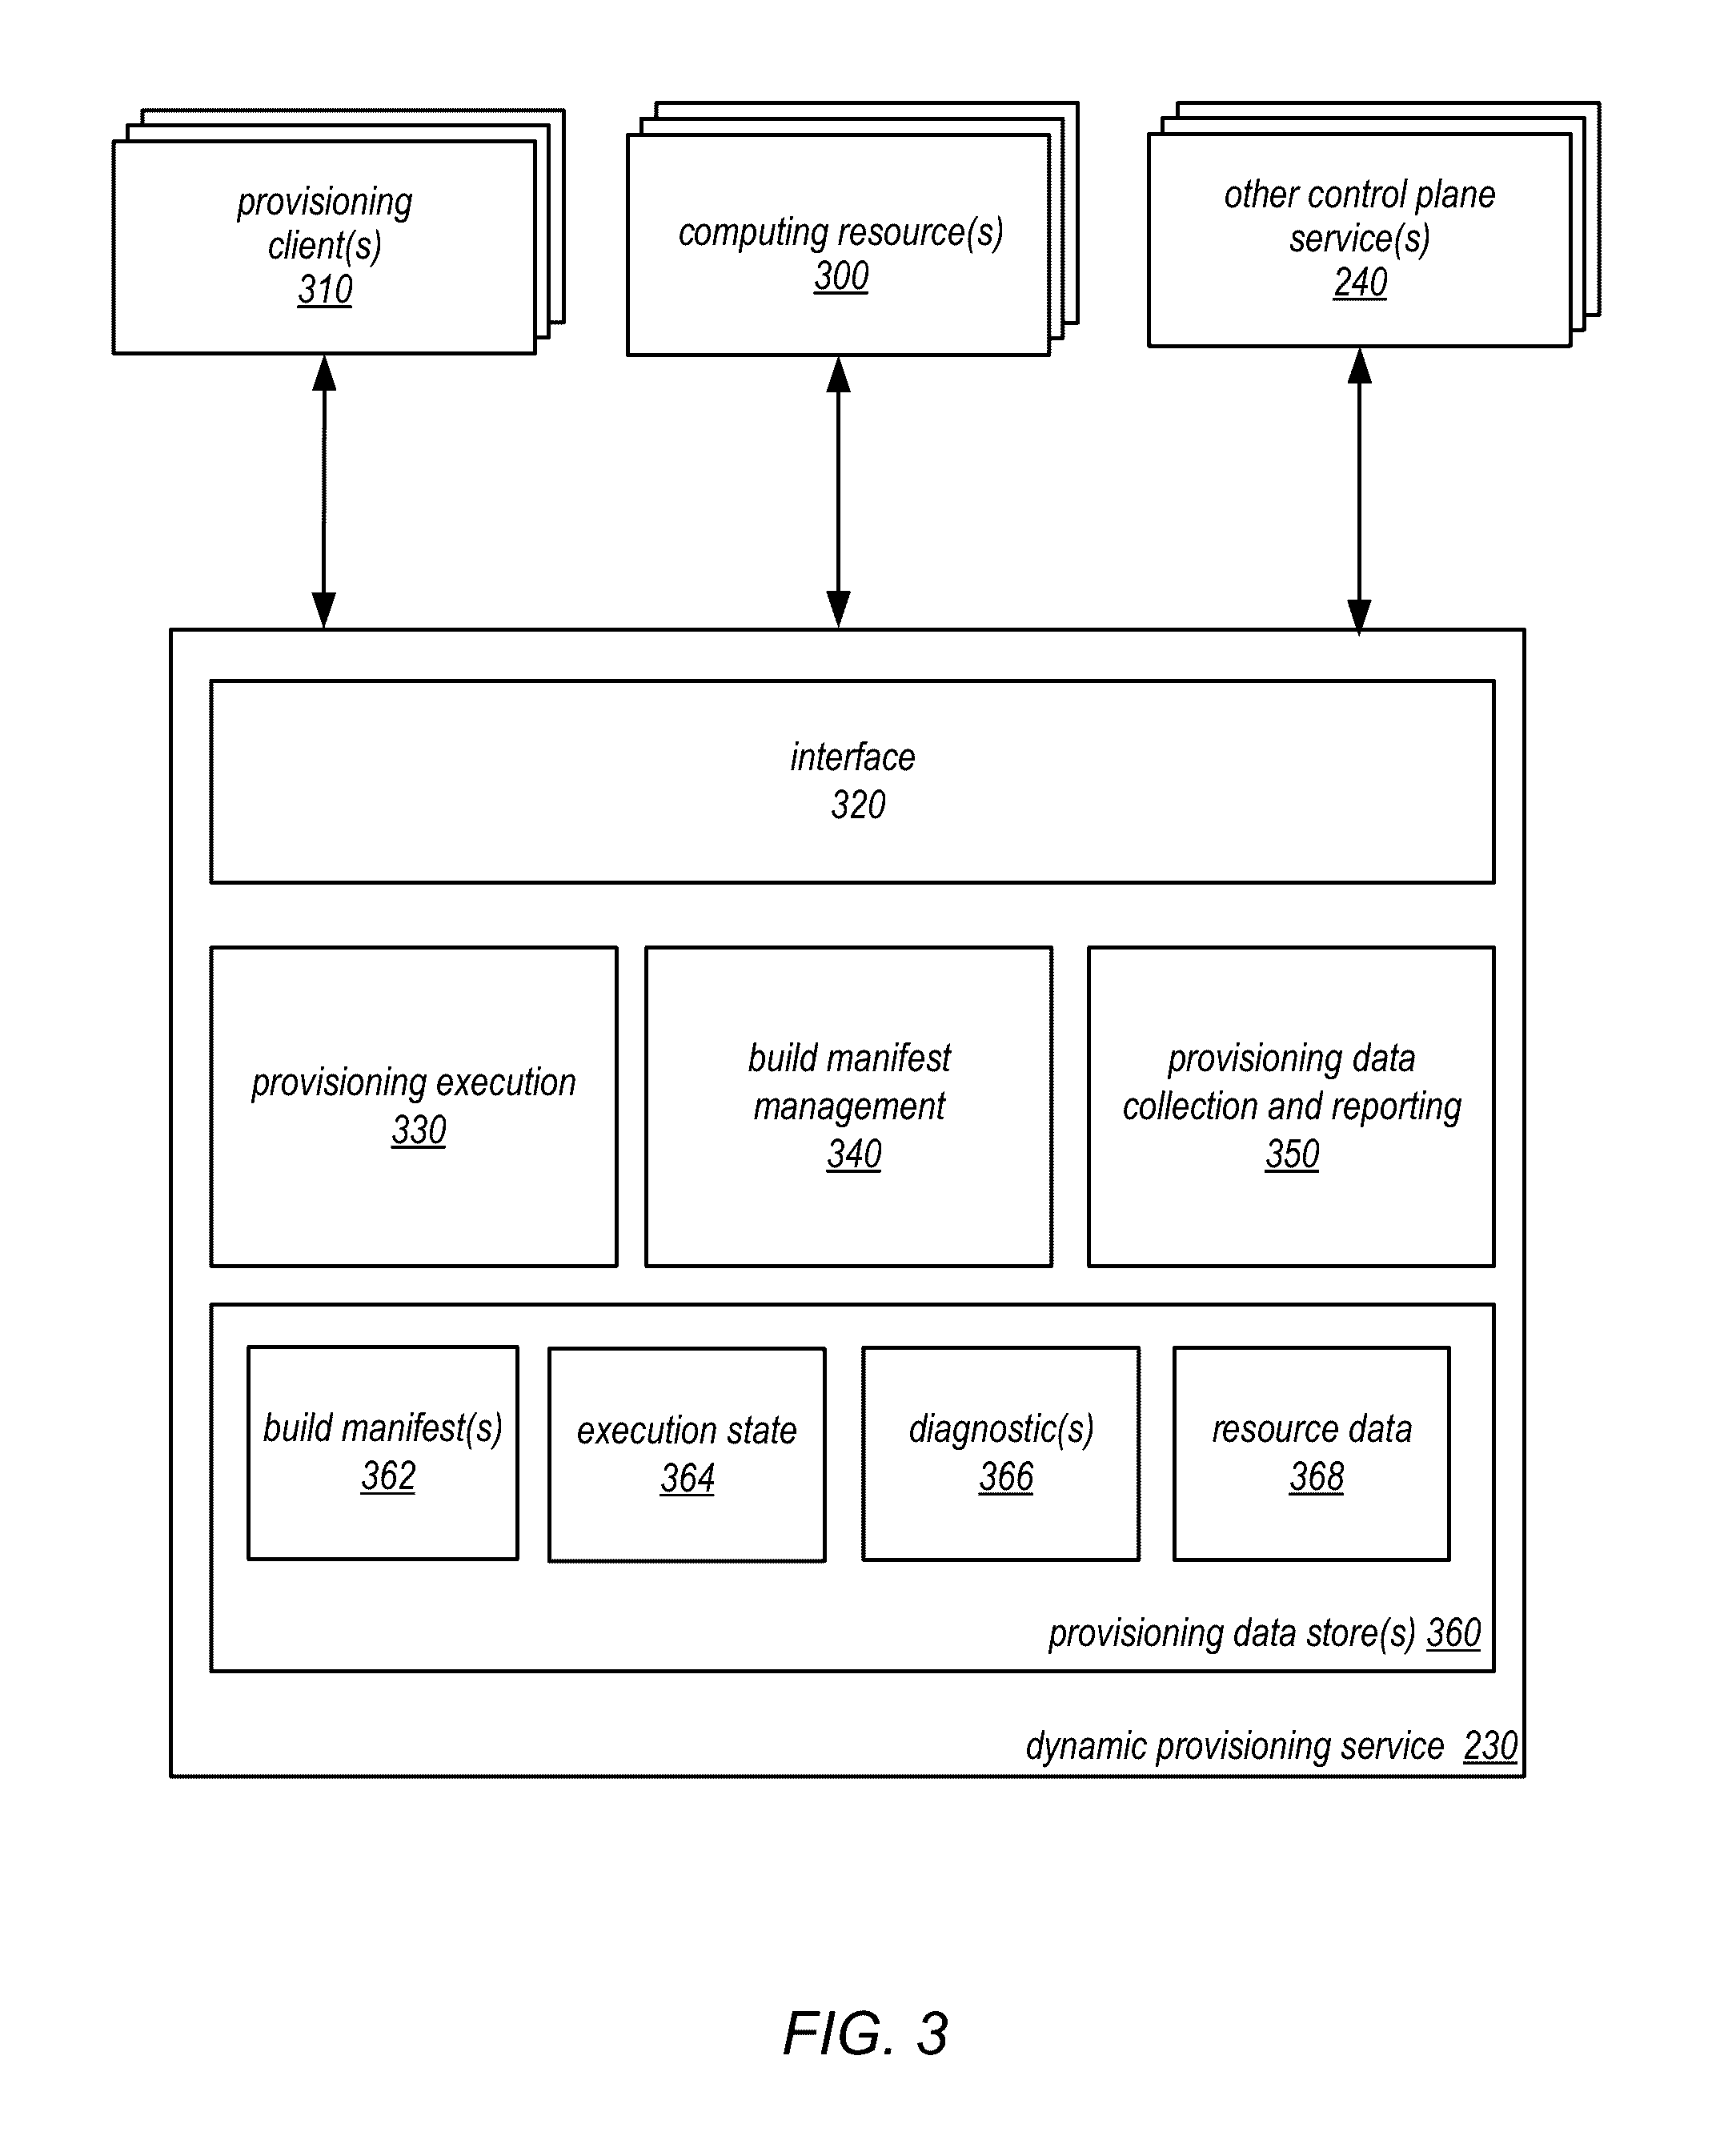 provisioning
client(s)
310
computing resource(s)
300
other control plane
service(s)
240
interface
320
provisioning execution
330
build manifest
management
340
provisioning data
collection and reporting
350
build manifest(s)
362
execution state
364
diagnostic(s)
366
resource data
368
provisioning data store(s) 360
dynamic provisioning service 230
FIG. 3